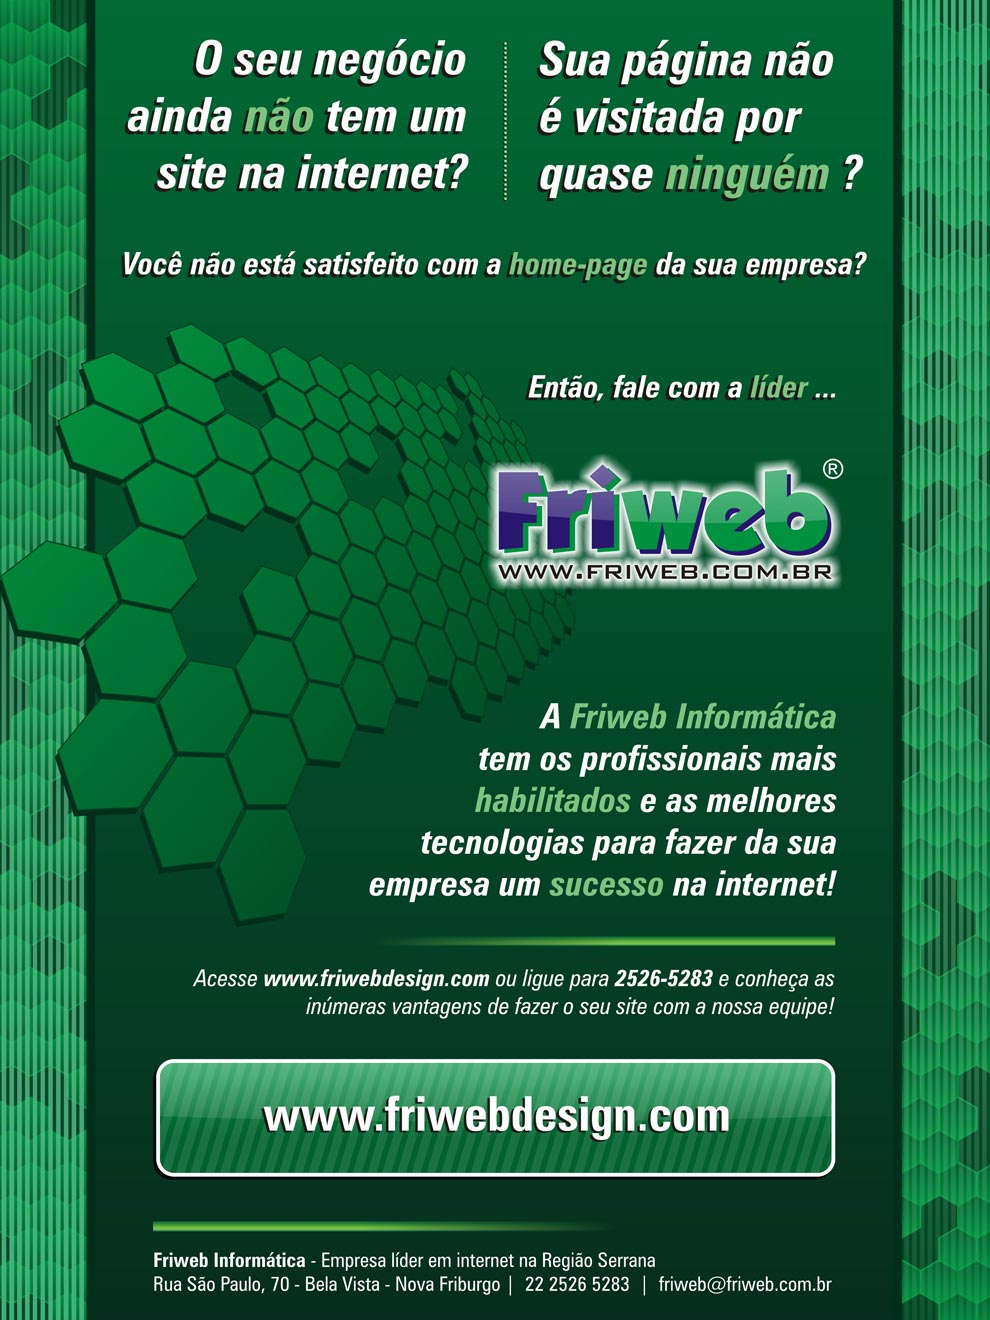 O seu negócio
ainda não tem um
site na internet?
Sua página não
é visitada por
quase ninguém ?
Você não está satisfeito com a home-page da sua empresa?
Então, fale com a líder ...
Friweb ®
WWW.FRIWEB.COM.BR
A Friweb Informática
tem os profissionais mais
habilitados e as melhores
tecnologias para fazer da sua
empresa um sucesso na internet!
Acesse www.friwebdesign.com ou ligue para 2526-5283 e conheça as
inúmeras vantagens de fazer o seu site com a nossa equipe!
www.friwebdesign.com
Friweb Informática - Empresa líder em internet na Região Serrana
Rua São Paulo, 70 - Bela Vista - Nova Friburgo | 22 2526 5283 | friweb@friweb.com.br